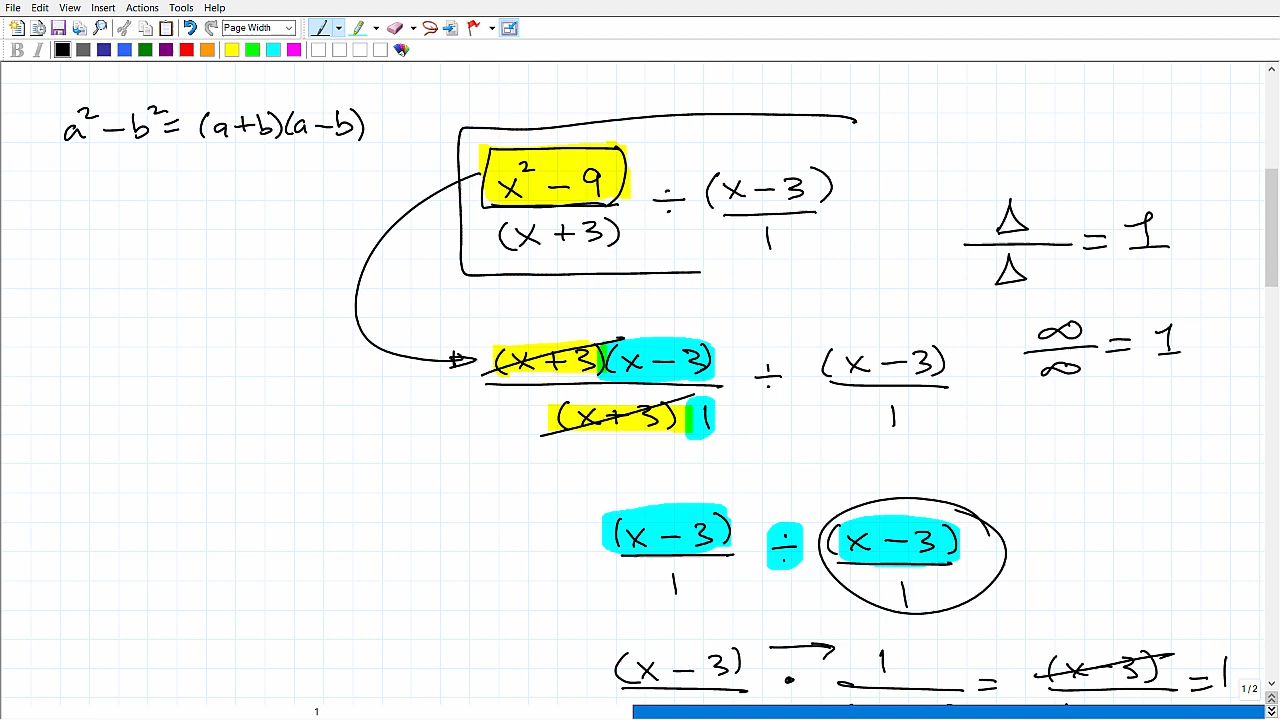 File Edit View Insert Actions Tools Help
Page Width
B I
a² − b² = (a+b)(a−b)
x² − 9 ÷ (x − 3)
(x + 3) 1
Δ = 1
Δ
∞ = 1
∞
(x + 3)(x − 3) ÷ (x − 3)
(x + 3) 1 1
(x − 3) ÷ (x − 3)
1 1
(x − 3) · 1 = (x − 3) = 1
1/2
1